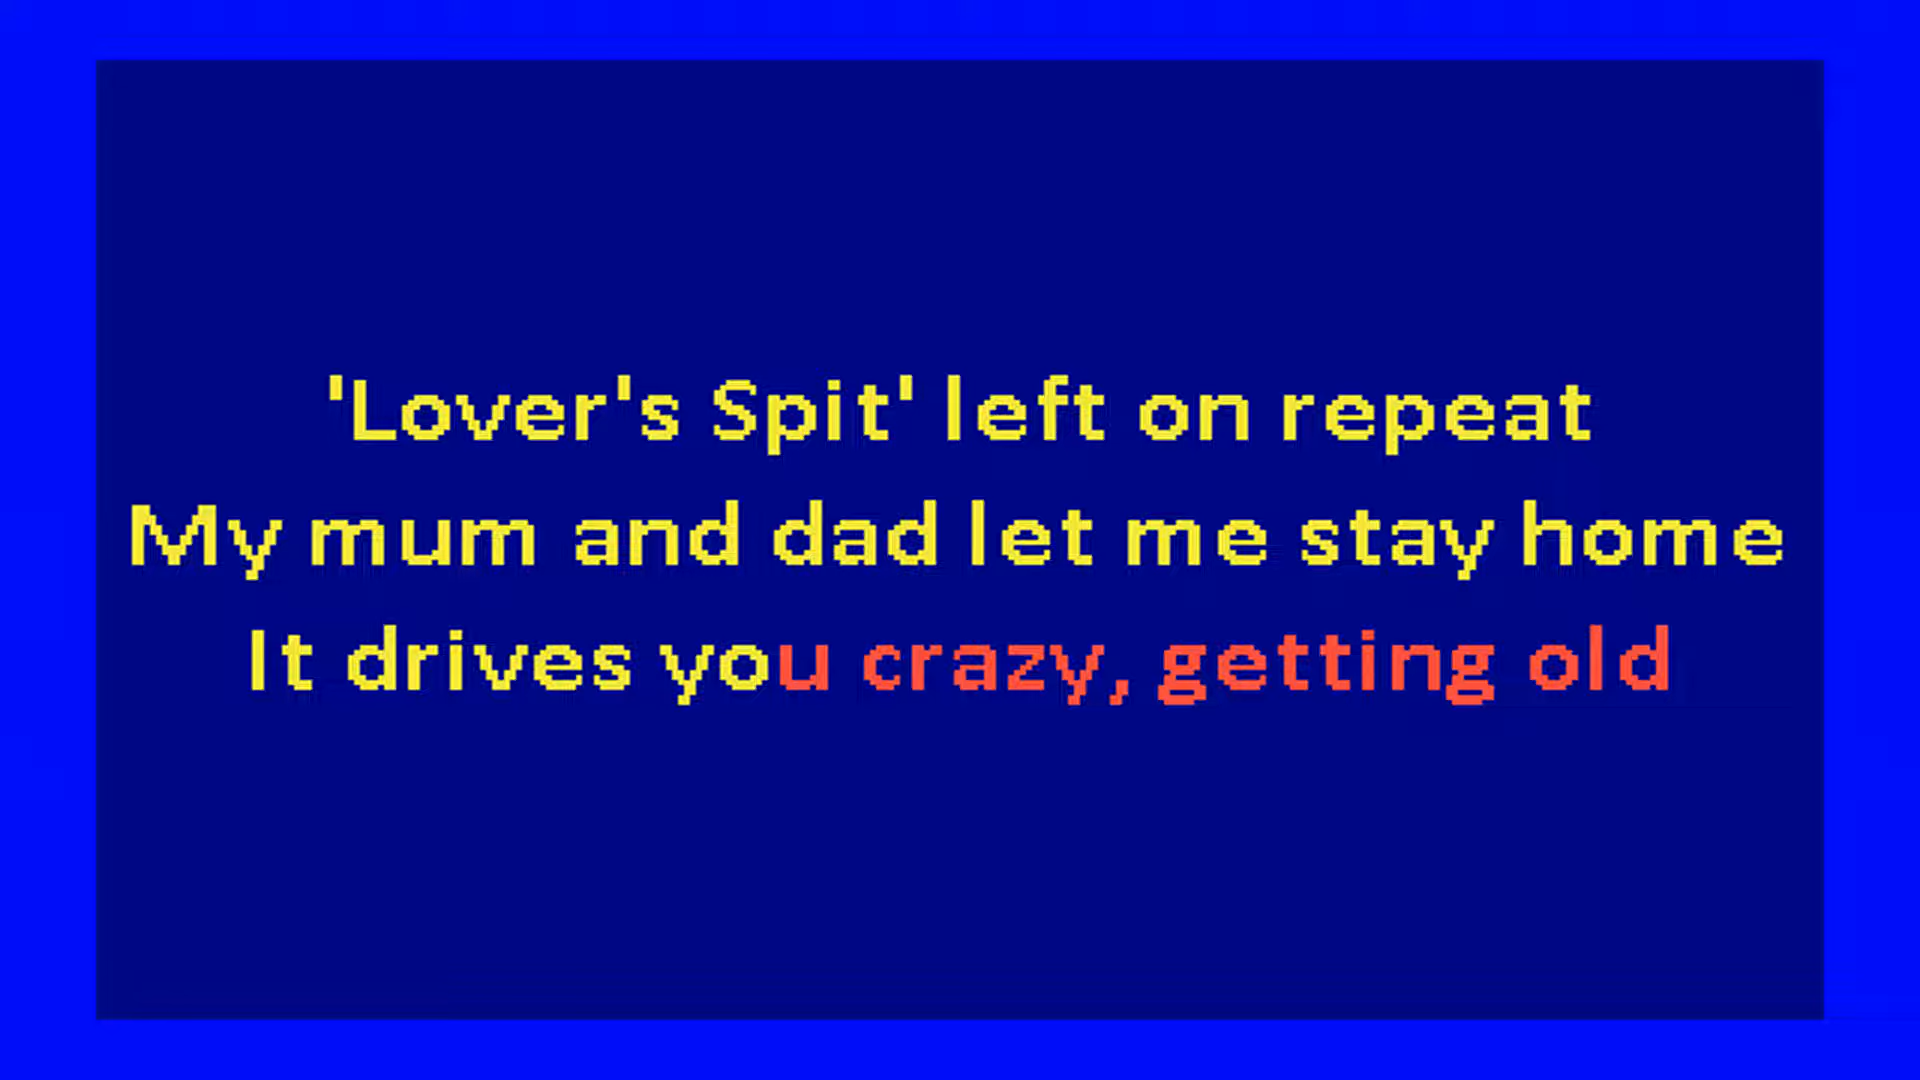 'Lover's Spit' left on repeat
My mum and dad let me stay home
It drives you crazy, getting old